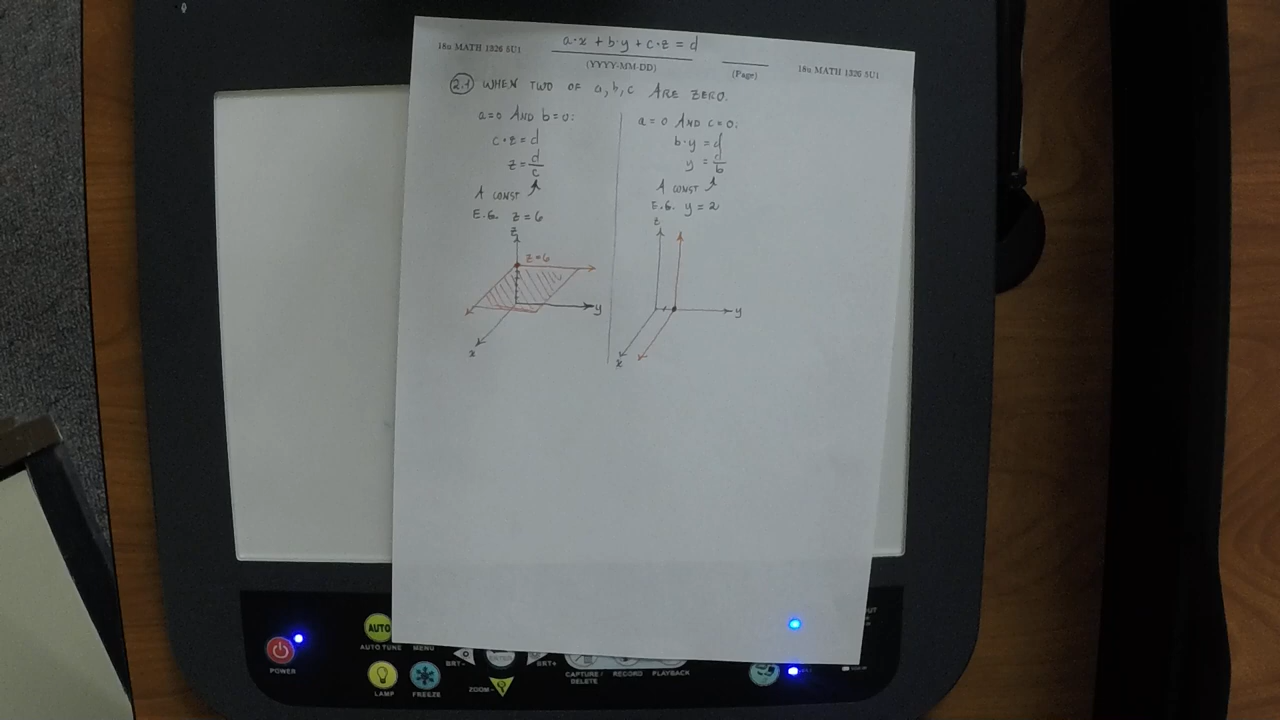 a·x + b·y + c·z = d
18u MATH 1326 5U1
(YYYY-MM-DD)
(Page)
18u MATH 1326 5U1
2.1 WHEN TWO OF a, b, c ARE ZERO.
a=0 AND b=0:
c·z = d
z = d/c
A CONST
E.G. z=6
z
z=6
y
x
a=0 AND c=0:
b·y = d
y = d/b
A CONST
E.G. y=2
z
y
x
POWER
AUTO
AUTO TUNE
MENU
LAMP
FREEZE
BRT-
BRT+
ZOOM-
CAPTURE /
DELETE
RECORD
PLAYBACK